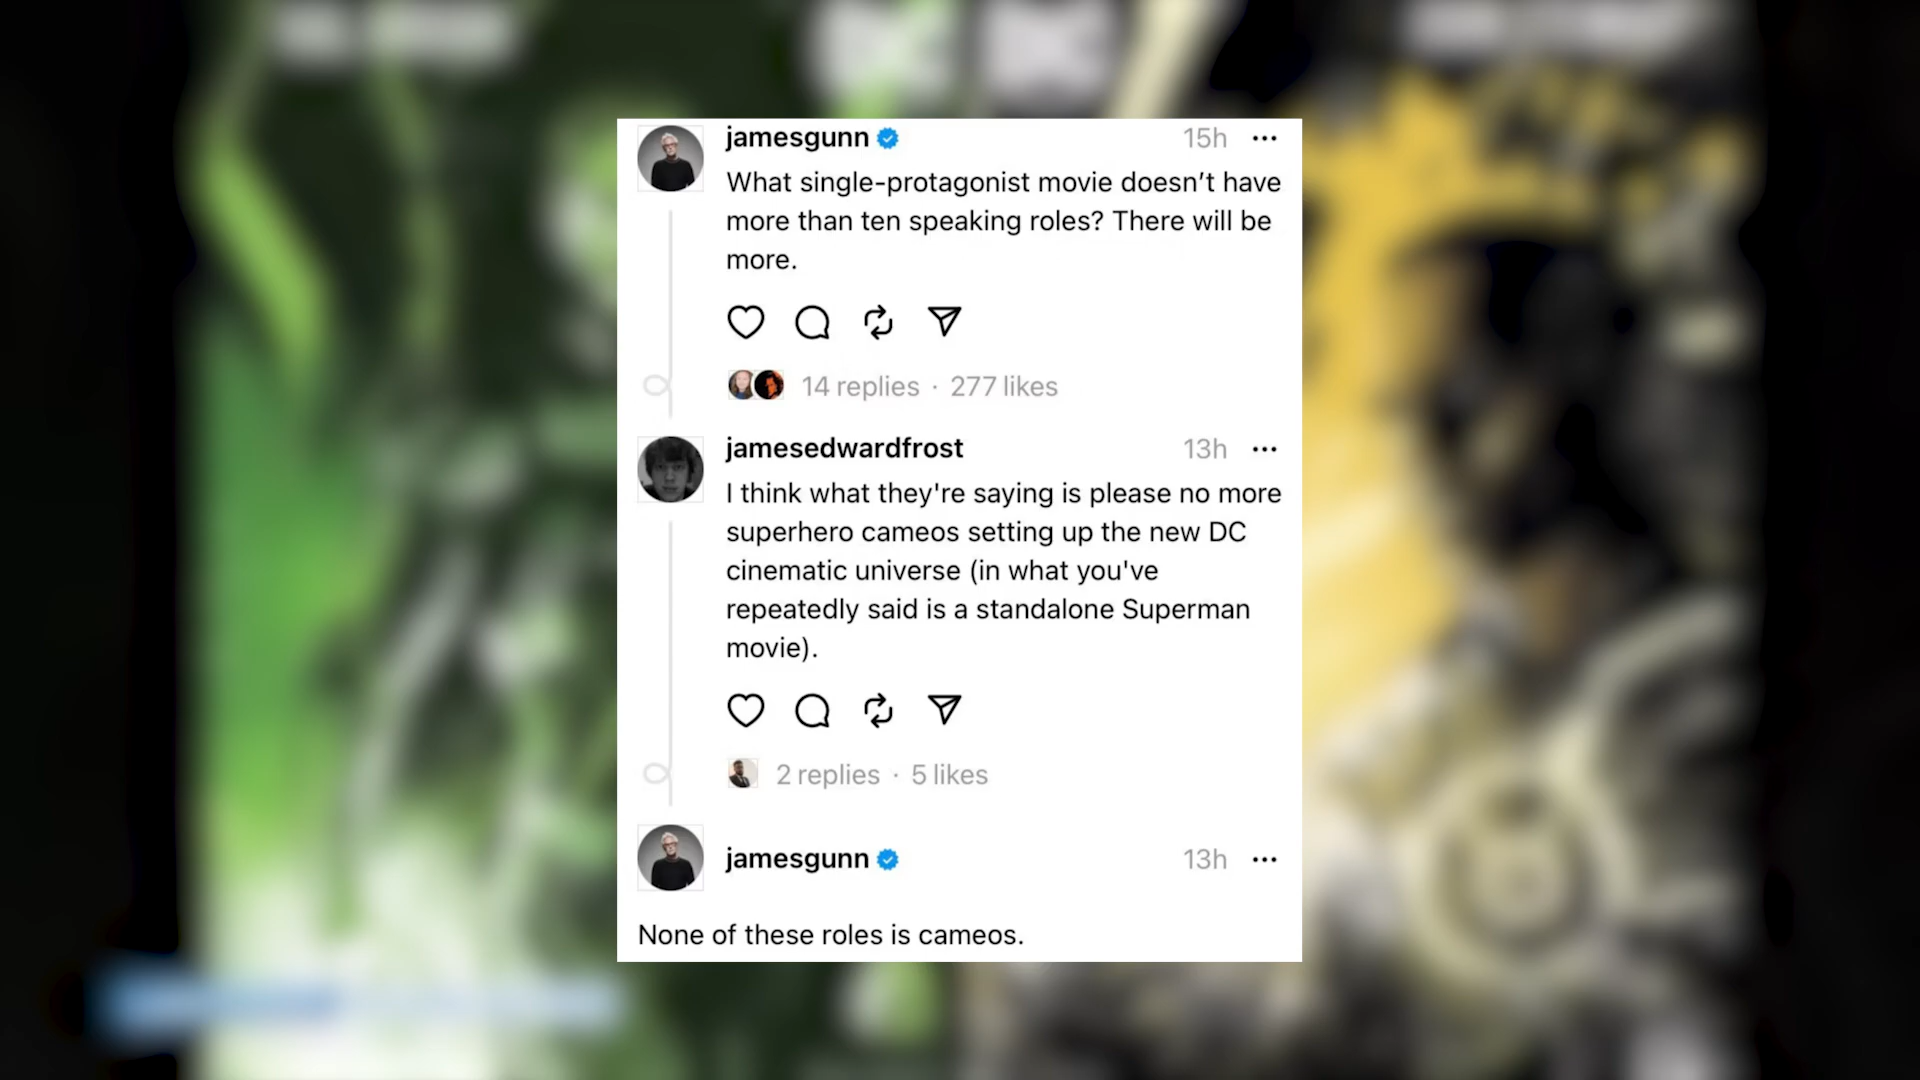 jamesgunn 15h
What single-protagonist movie doesn’t have
more than ten speaking roles? There will be
more.
14 replies · 277 likes
jamesedwardfrost 13h
I think what they're saying is please no more
superhero cameos setting up the new DC
cinematic universe (in what you've
repeatedly said is a standalone Superman
movie).
2 replies · 5 likes
jamesgunn 13h
None of these roles is cameos.